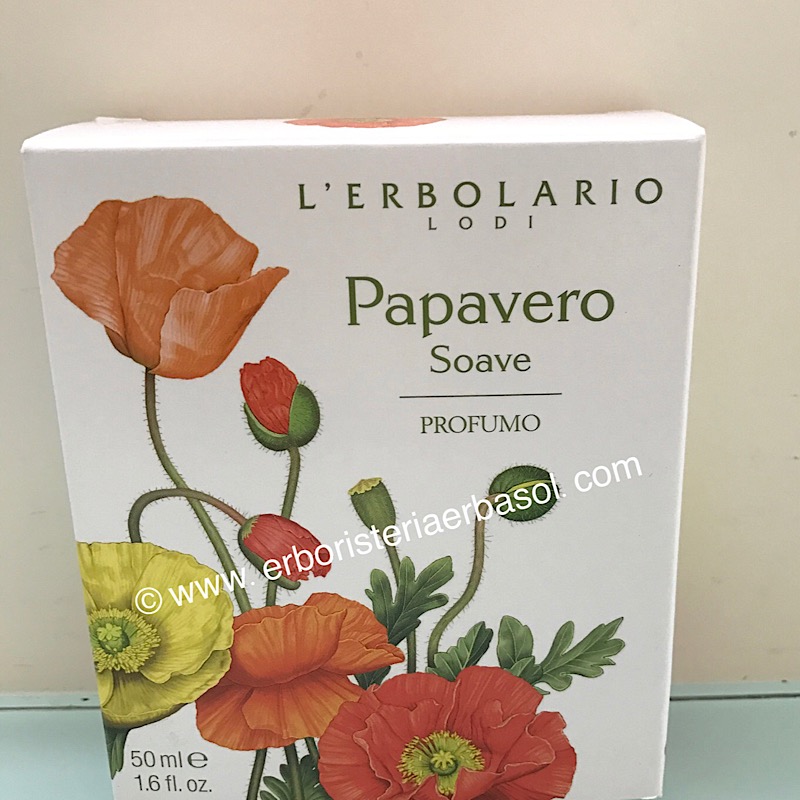 L'ERBOLARIO
LODI
Papavero
Soave
PROFUMO
© www. erboristeriaerbasol. com
50 ml ℮
1.6 fl. oz.